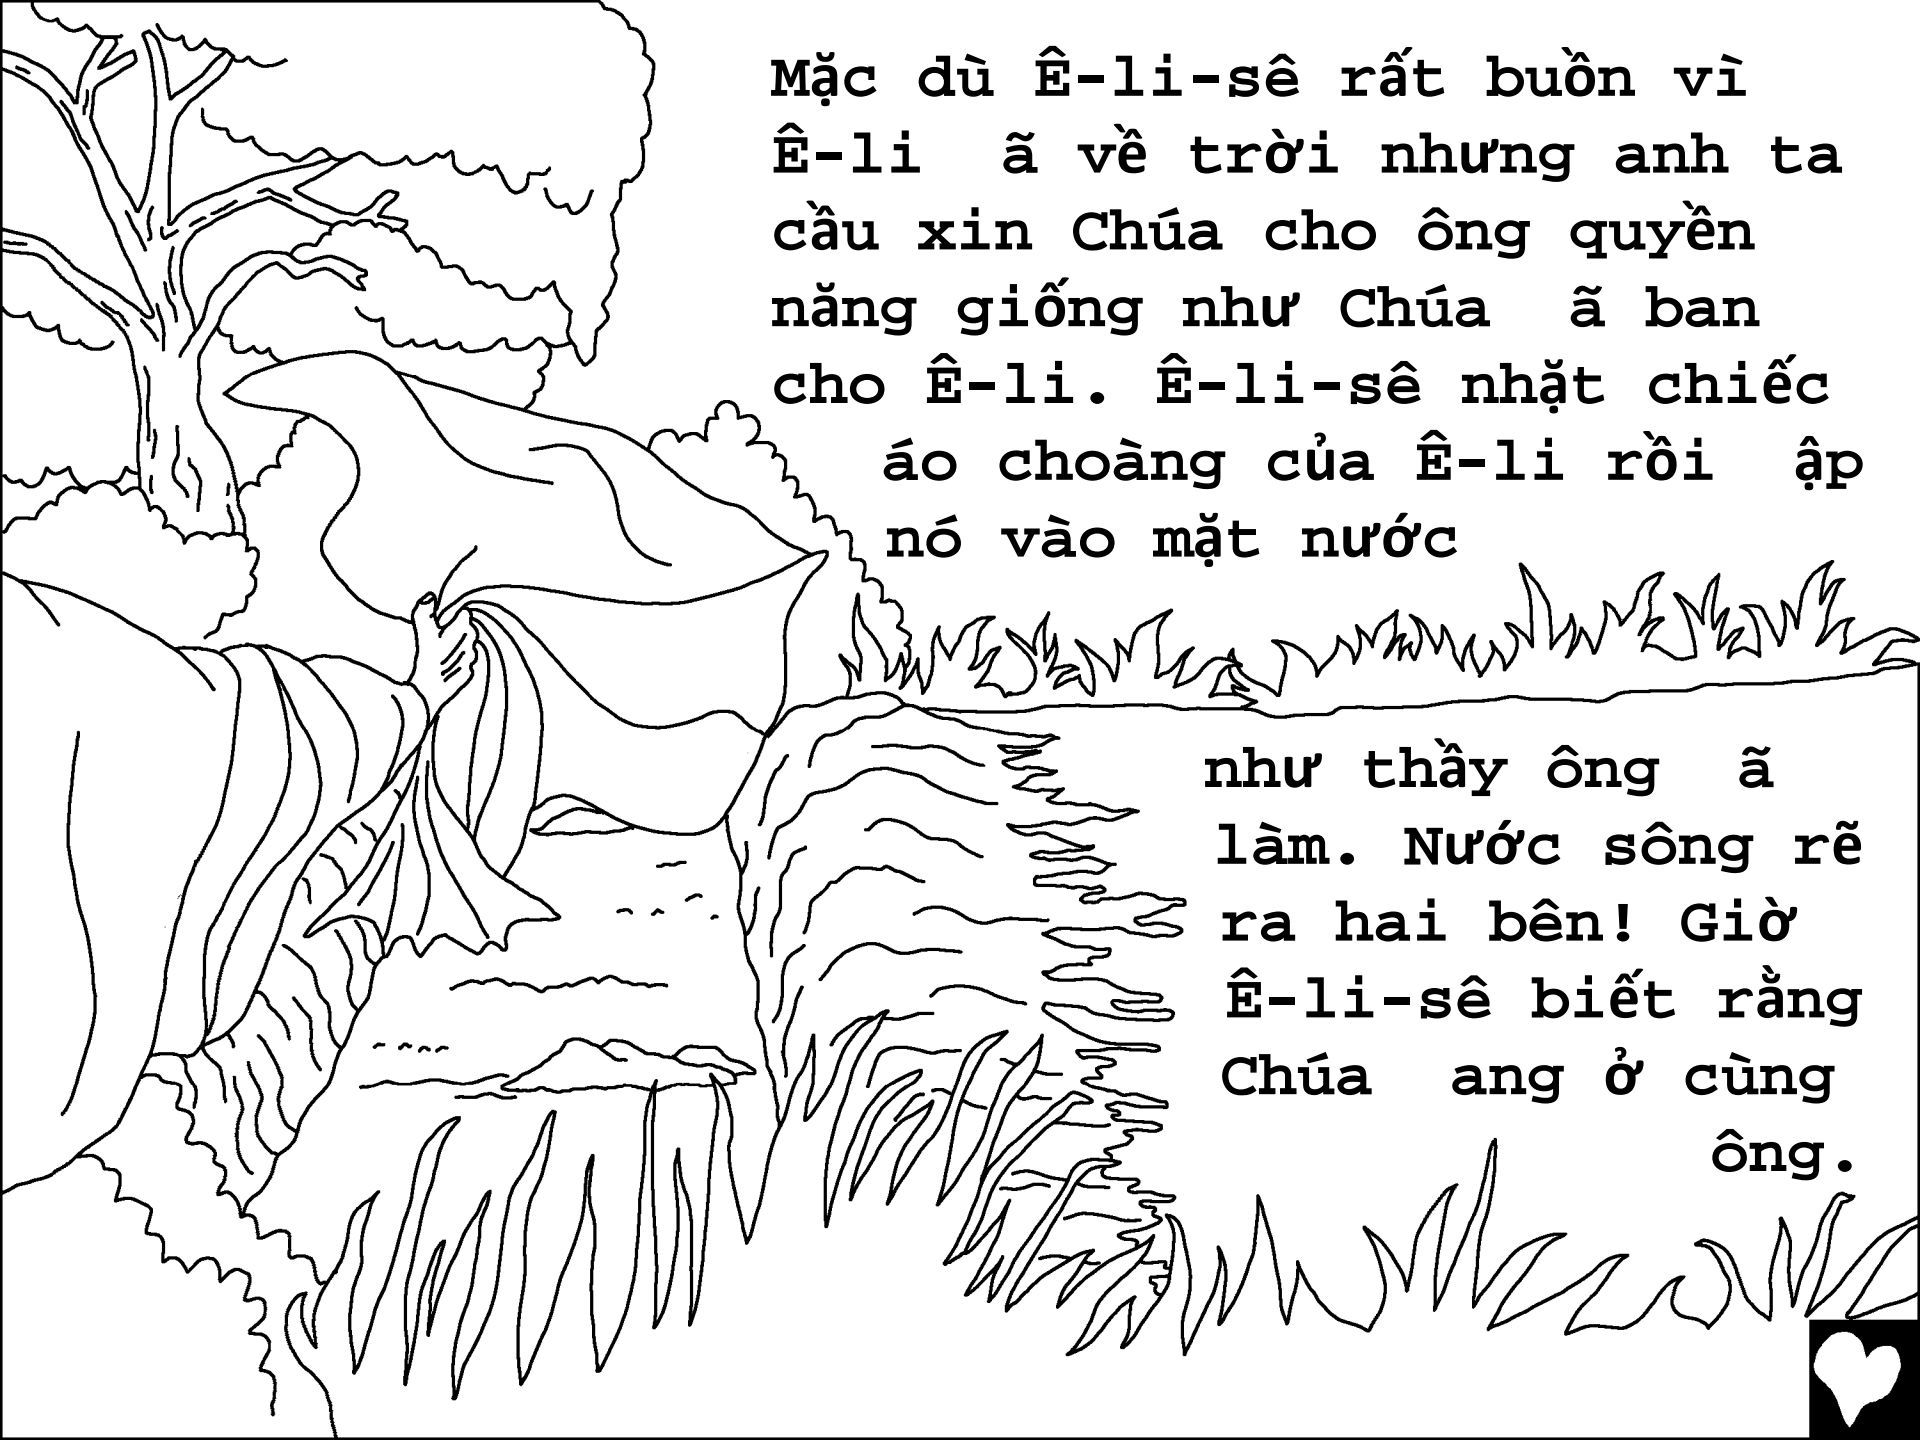 Mặc dù Ê-li-sê rất buồn vì
Ê-li ã về trời nhưng anh ta
cầu xin Chúa cho ông quyền
năng giống như Chúa ã ban
cho Ê-li. Ê-li-sê nhặt chiếc
áo choàng của Ê-li rồi ập
nó vào mặt nước
như thầy ông ã
làm. Nước sông rẽ
ra hai bên! Giờ
Ê-li-sê biết rằng
Chúa ang ở cùng
ông.